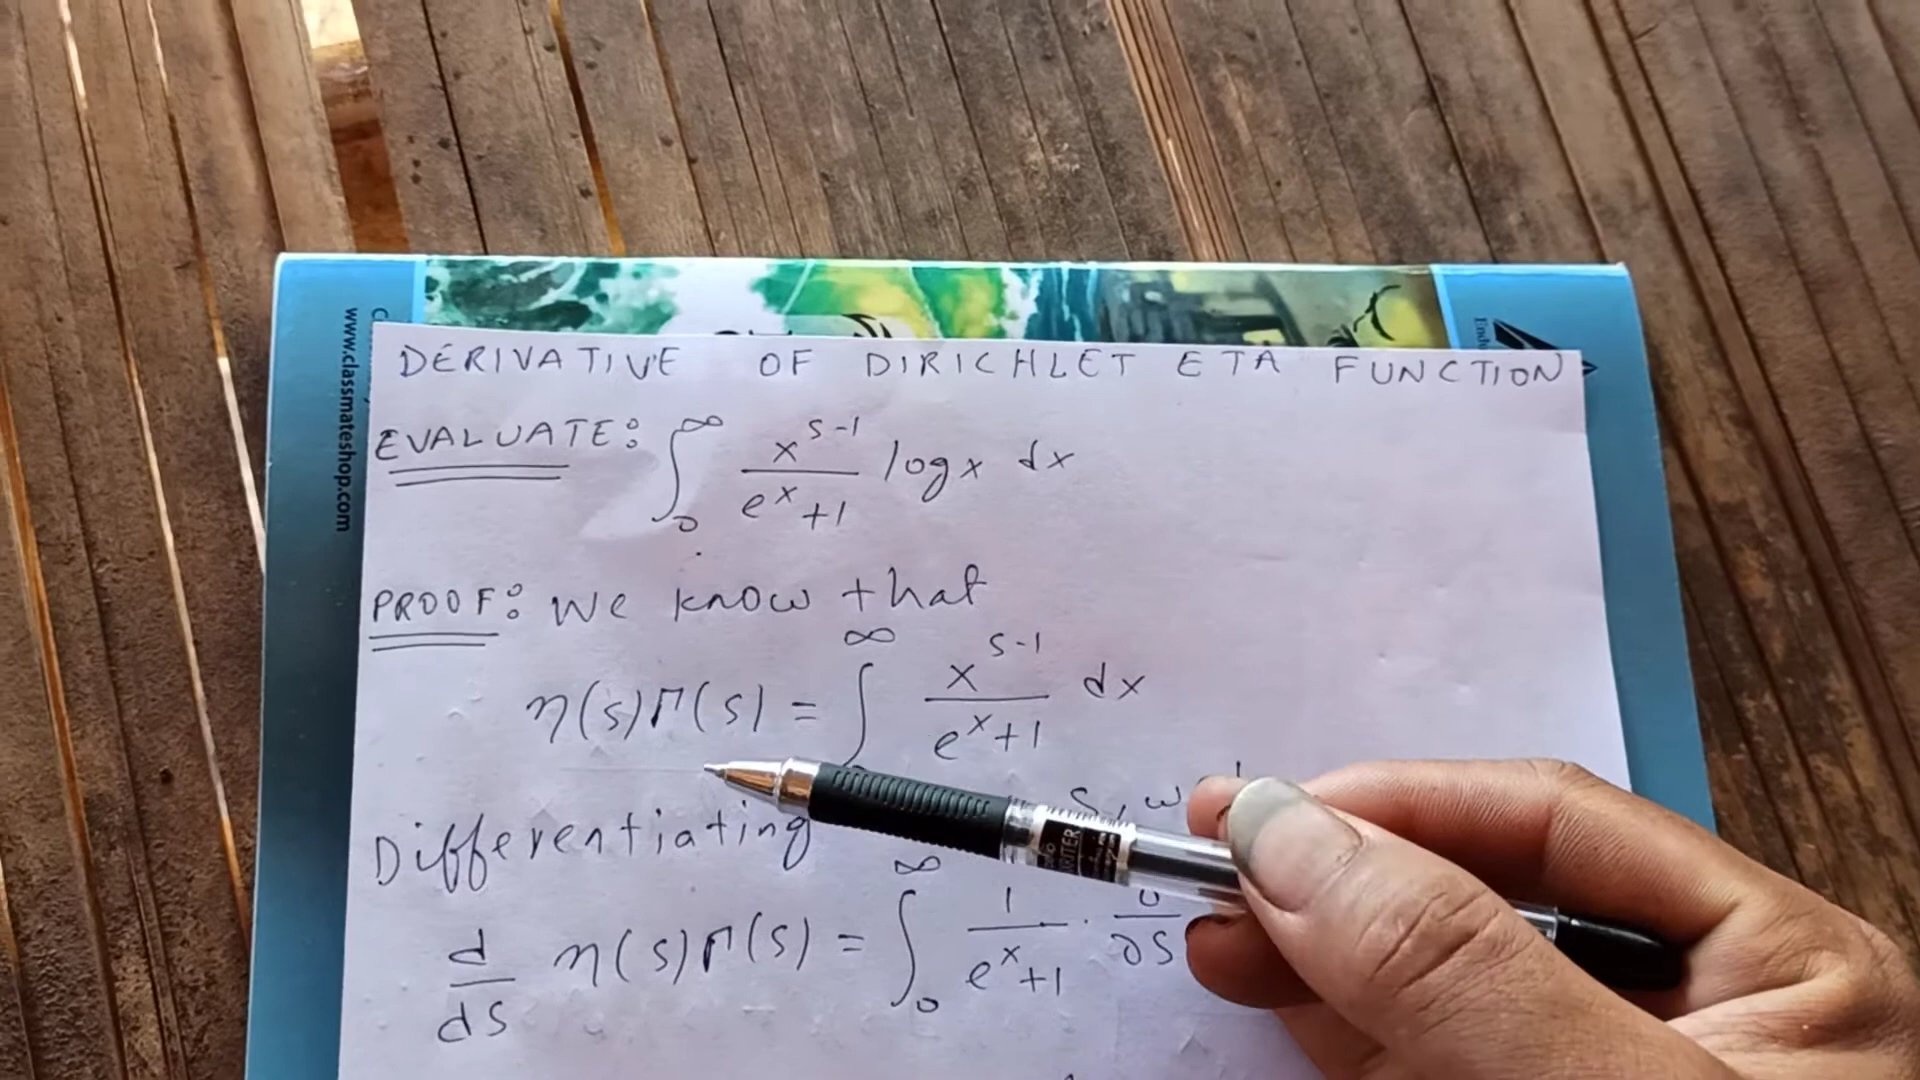 www.classmateshop.com
DERIVATIVE OF DIRICHLET ETA FUNCTION
EVALUATE: ∫₀^∞ x^(s-1)/(e^x+1) log x dx
PROOF: We know that
η(s)Γ(s) = ∫ x^(s-1)/(e^x+1) dx
Differentiating s, w
d/ds η(s)Γ(s) = ∫₀^∞ 1/(e^x+1) · ∂/∂s